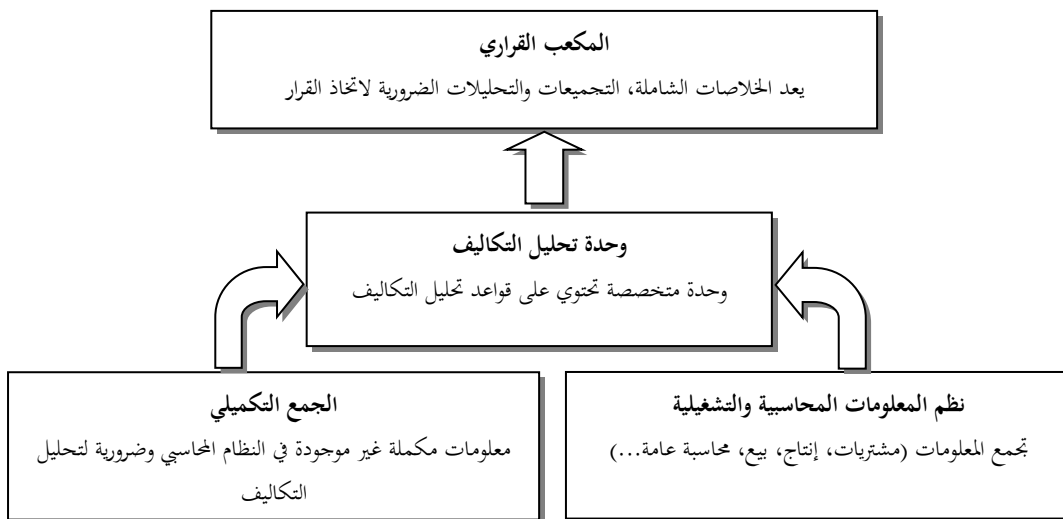 المكعب القراري
يعد الخلاصات الشاملة، التجميعات والتحليلات الضرورية لاتخاذ القرار
وحدة تحليل التكاليف
وحدة متخصصة تحتوي على قواعد تحليل التكاليف
نظم المعلومات المحاسبية والتشغيلية
تجمع المعلومات (مشتريات، إنتاج، بيع، محاسبة عامة...)
الجمع التكميلي
معلومات مكملة غير موجودة في النظام المحاسبي وضرورية لتحليل
التكاليف